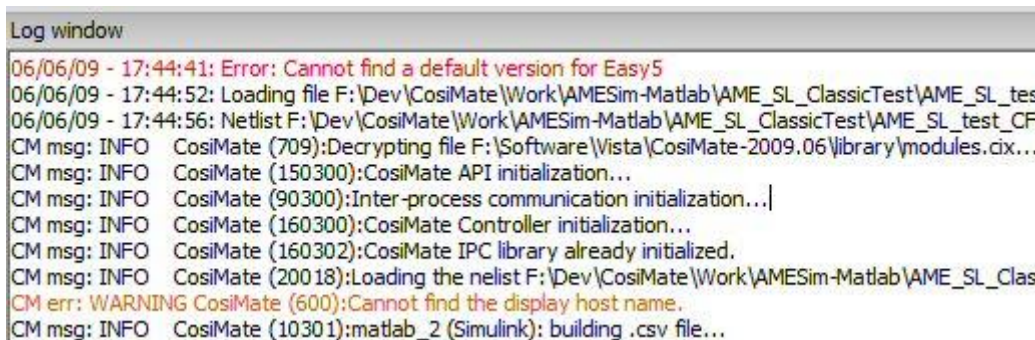 Log window
06/06/09 - 17:44:41: Error: Cannot find a default version for Easy5
06/06/09 - 17:44:52: Loading file F:\Dev\CosiMate\Work\AMESim-Matlab\AME_SL_ClassicTest\AME_SL_tes
06/06/09 - 17:44:56: Netlist F:\Dev\CosiMate\Work\AMESim-Matlab\AME_SL_ClassicTest\AME_SL_test_CF
CM msg: INFO CosiMate (709):Decrypting file F:\Software\Vista\CosiMate-2009.06\library\modules.cix...
CM msg: INFO CosiMate (150300):CosiMate API initialization...
CM msg: INFO CosiMate (90300):Inter-process communication initialization...
CM msg: INFO CosiMate (160300):CosiMate Controller initialization...
CM msg: INFO CosiMate (160302):CosiMate IPC library already initialized.
CM msg: INFO CosiMate (20018):Loading the nelist F:\Dev\CosiMate\Work\AMESim-Matlab\AME_SL_Clas
CM err: WARNING CosiMate (600):Cannot find the display host name.
CM msg: INFO CosiMate (10301):matlab_2 (Simulink): building .csv file...